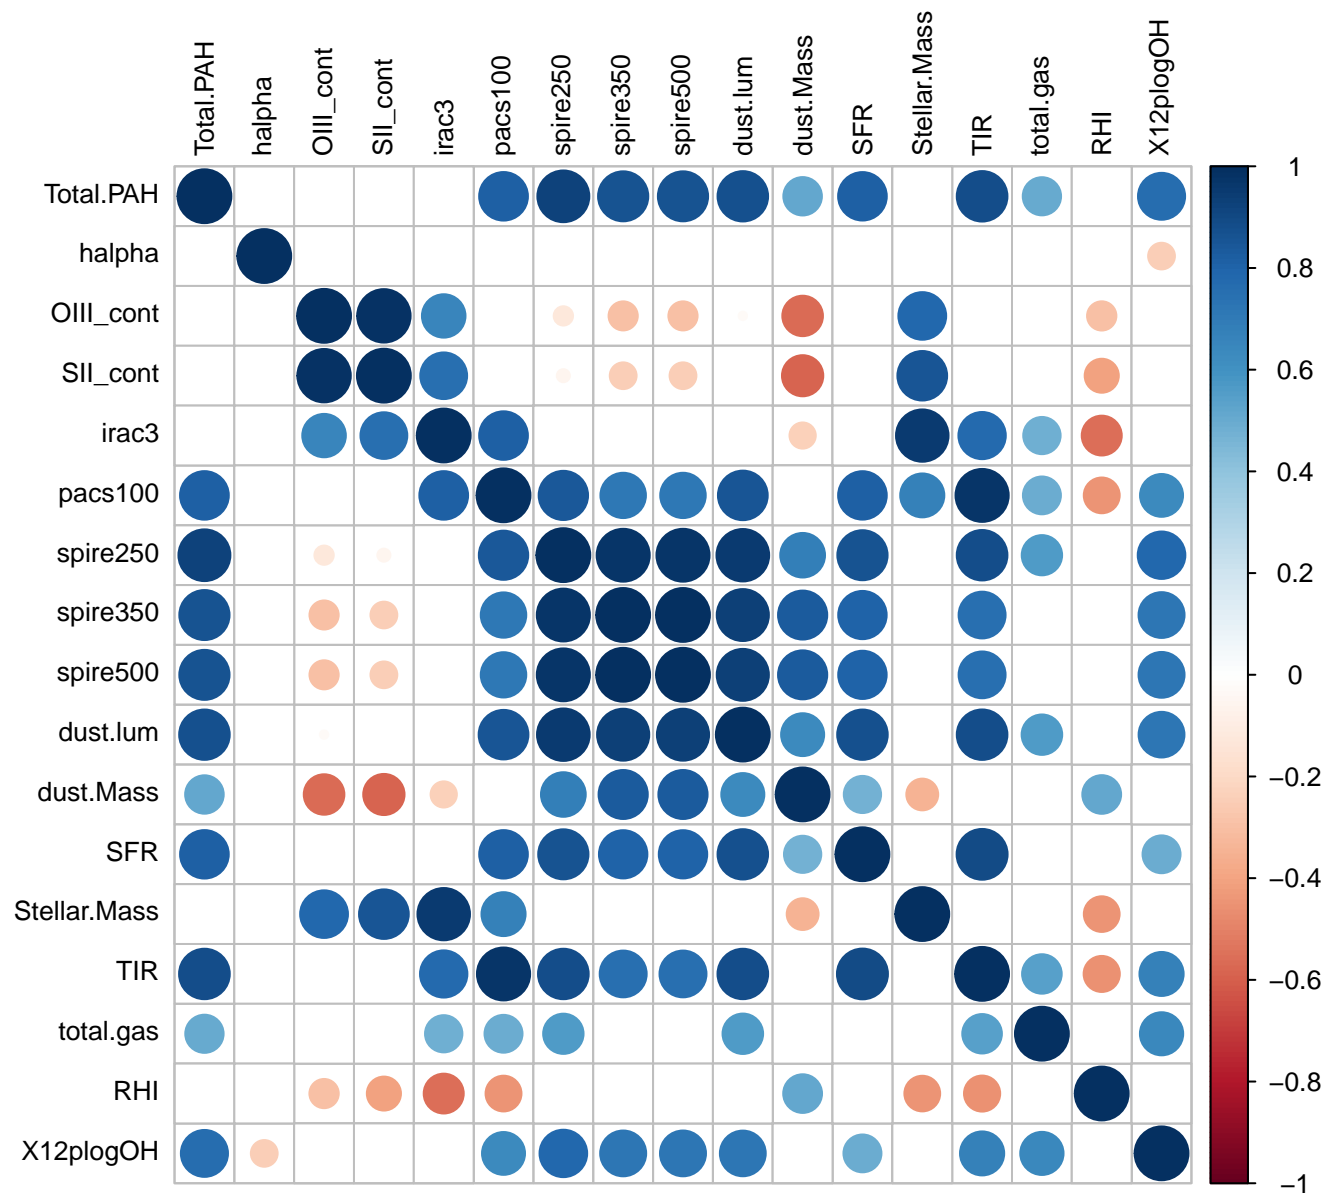 Total.PAH
halpha
OIII_cont
SII_cont
irac3
pacs100
spire250
spire350
spire500
dust.lum
dust.Mass
SFR
Stellar.Mass
TIR
total.gas
RHI
X12plogOH
Total.PAH
halpha
OIII_cont
SII_cont
irac3
pacs100
spire250
spire350
spire500
dust.lum
dust.Mass
SFR
Stellar.Mass
TIR
total.gas
RHI
X12plogOH
1
0.8
0.6
0.4
0.2
0
−0.2
−0.4
−0.6
−0.8
−1